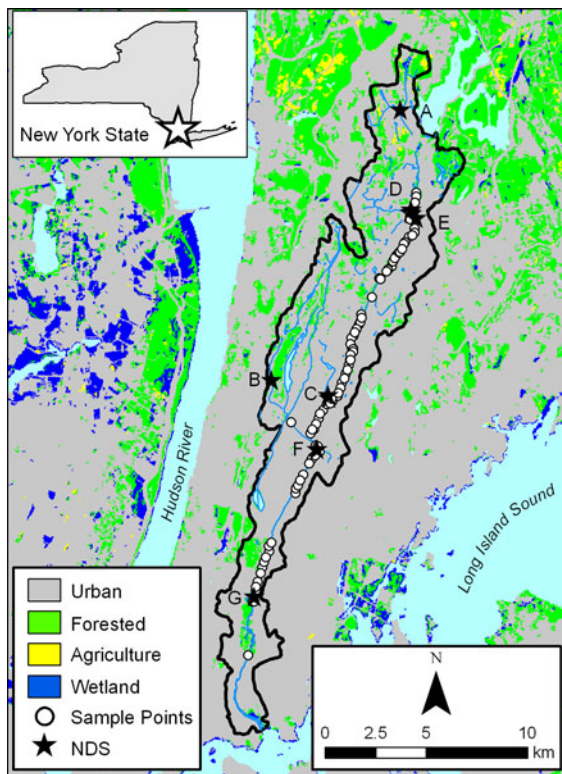 New York State
A
D
E
B
C
F
Hudson River
Long Island Sound
G
Urban
Forested
Agriculture
Wetland
Sample Points
NDS
N
0 2.5 5 10
km